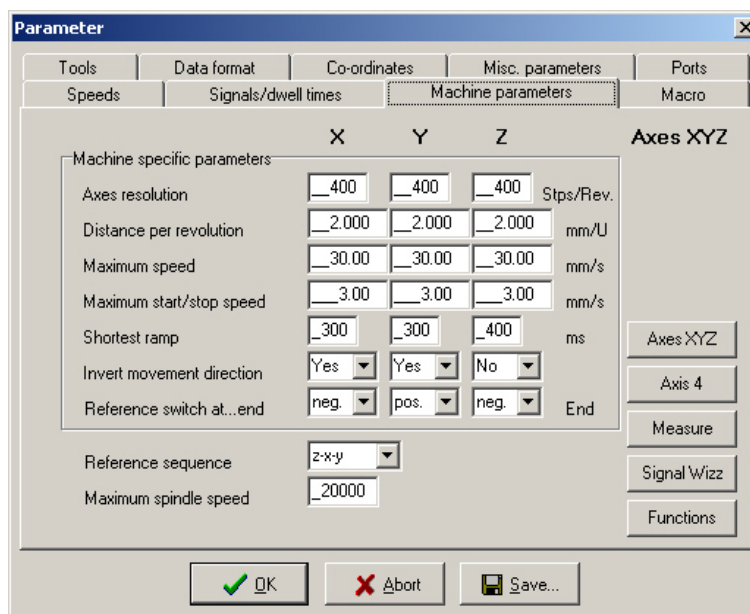 Parameter
Tools Data format Co-ordinates Misc. parameters Ports
Speeds Signals/dwell times Machine parameters Macro
X Y Z Axes XYZ
Machine specific parameters
Axes resolution __400 __400 __400 Stps/Rev.
Distance per revolution __2.000 __2.000 __2.000 mm/U
Maximum speed __30.00 __30.00 __30.00 mm/s
Maximum start/stop speed ___3.00 ___3.00 ___3.00 mm/s
Shortest ramp _300 _300 _400 ms
Axes XYZ
Invert movement direction Yes Yes No
Axis 4
Reference switch at...end neg. pos. neg. End
Measure
Reference sequence z-x-y
Signal Wizz
Maximum spindle speed _20000
Functions
OK Abort Save...